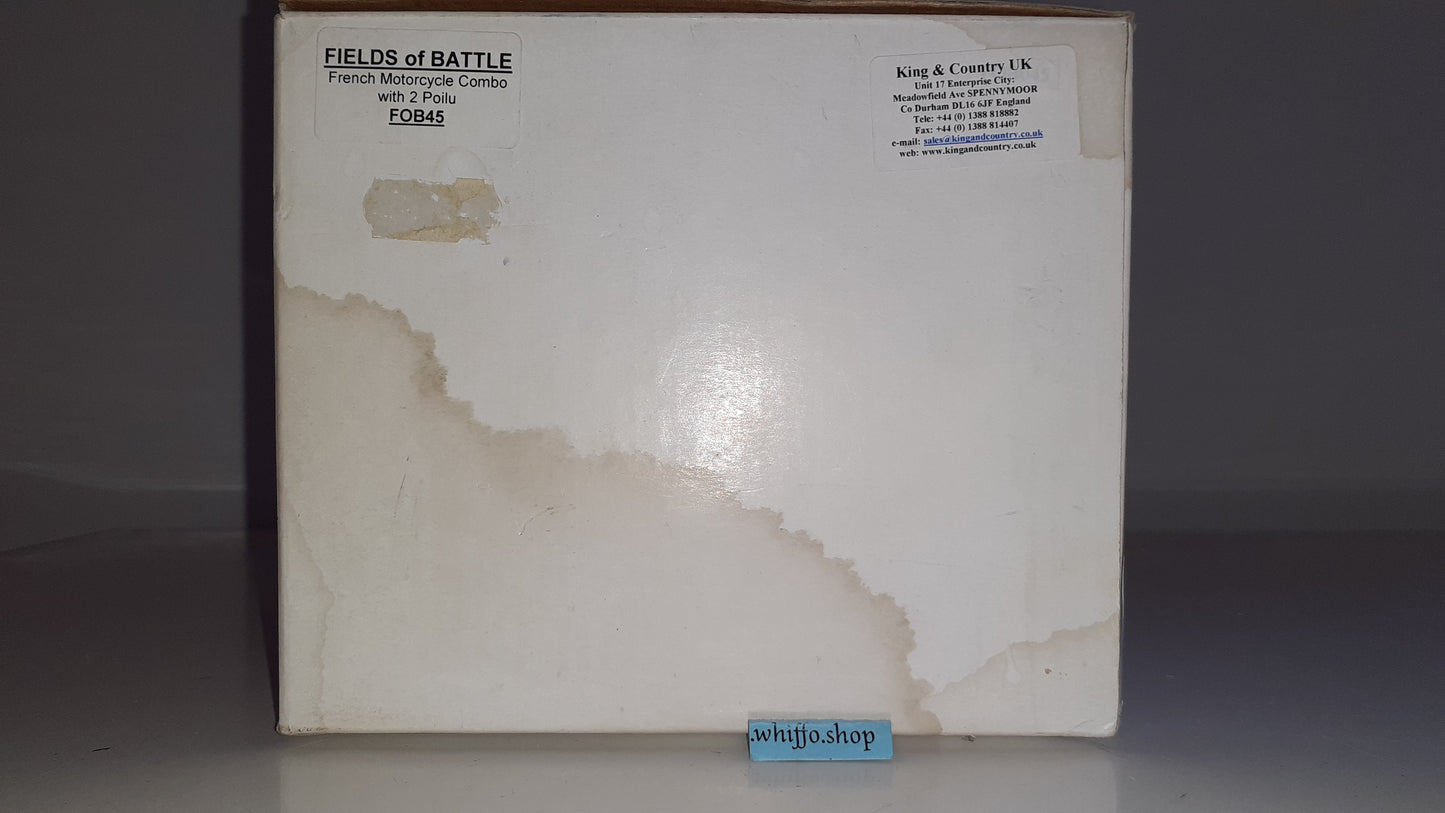 FIELDS of BATTLE
French Motorcycle Combo
with 2 Poilu
FOB45
King & Country UK
Unit 17 Enterprise City:
Meadowfield Ave SPENNYMOOR
Co Durham DL16 6JF England
Tele: +44 (0) 1388 818882
Fax: +44 (0) 1388 814407
e-mail: sales@kingandcountry.co.uk
web: www.kingandcountry.co.uk
.whiffo.shop